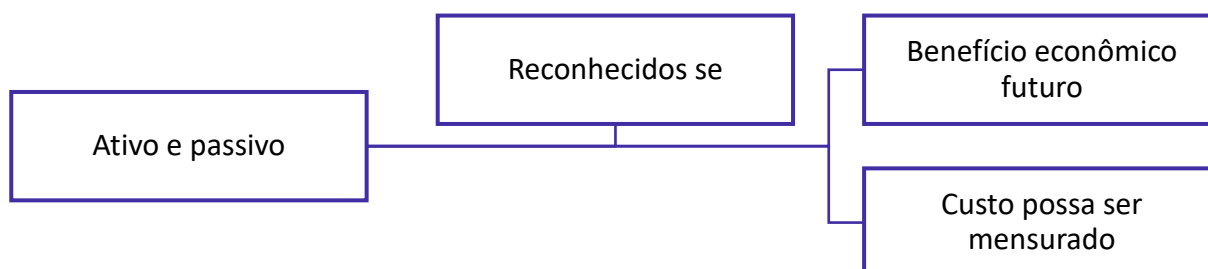 Ativo e passivo
Reconhecidos se
Benefício econômico
futuro
Custo possa ser
mensurado